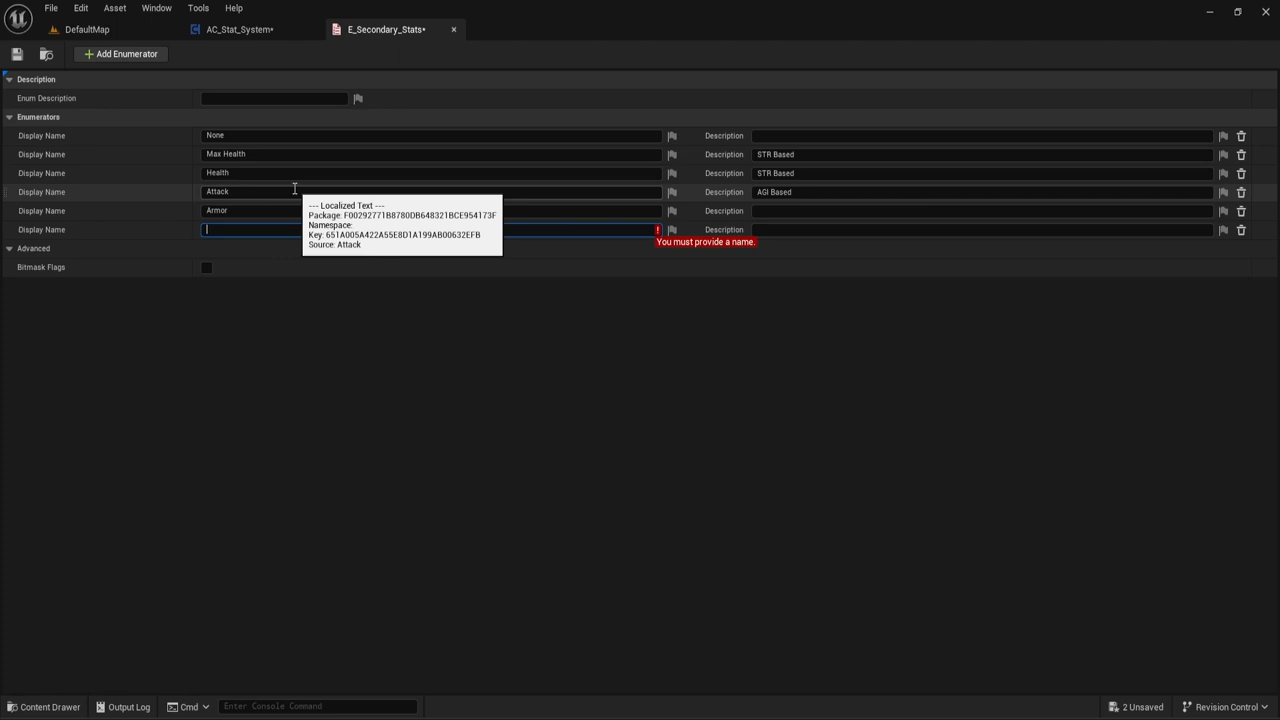 File Edit Asset Window Tools Help
DefaultMap AC_Stat_System* E_Secondary_Stats*
Add Enumerator
Description
Enum Description
Enumerators
Display Name None Description
Display Name Max Health Description STR Based
Display Name Health Description STR Based
Display Name Attack Description AGI Based
Display Name Armor Description
Display Name ! Description
You must provide a name.
--- Localized Text ---
Package: F00292771B8780DB648321BCE954173F
Namespace:
Key: 651A005A422A55E8D1A199AB00632EFB
Source: Attack
Advanced
Bitmask Flags
Content Drawer Output Log Cmd Enter Console Command 2 Unsaved Revision Control